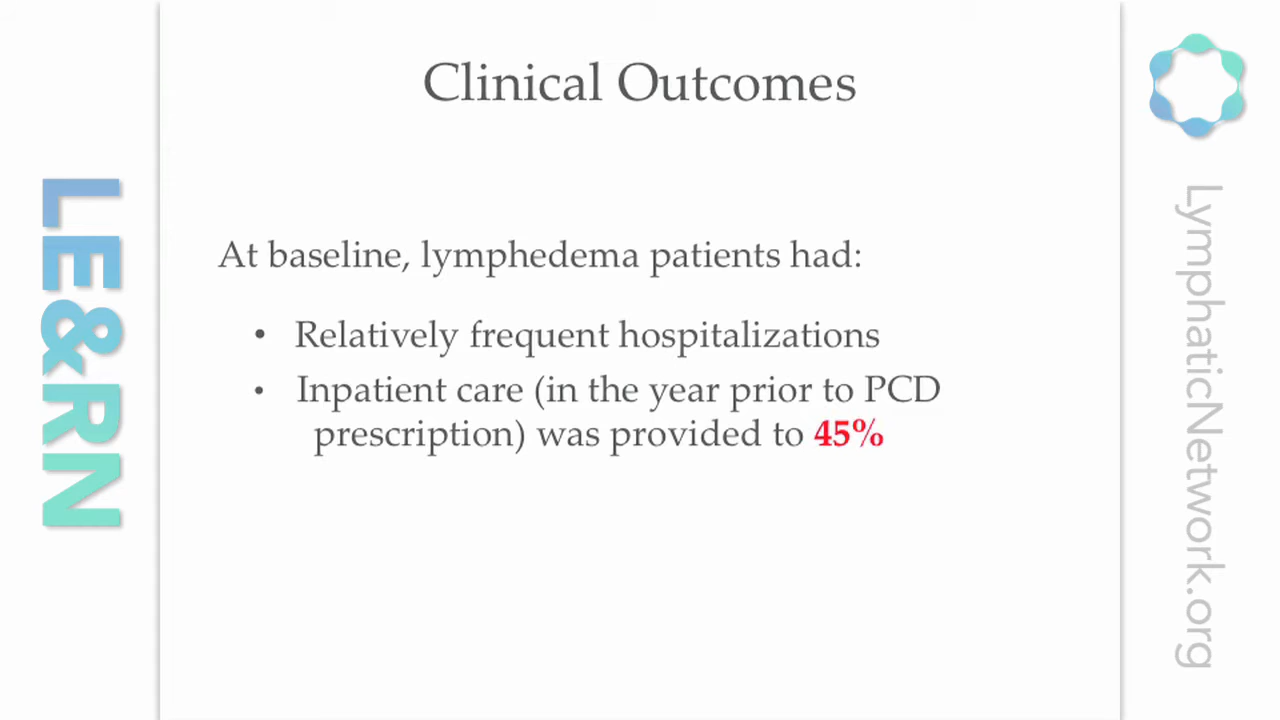 Clinical Outcomes
At baseline, lymphedema patients had:
• Relatively frequent hospitalizations
• Inpatient care (in the year prior to PCD
prescription) was provided to 45%
LE&RN
LymphaticNetwork.org